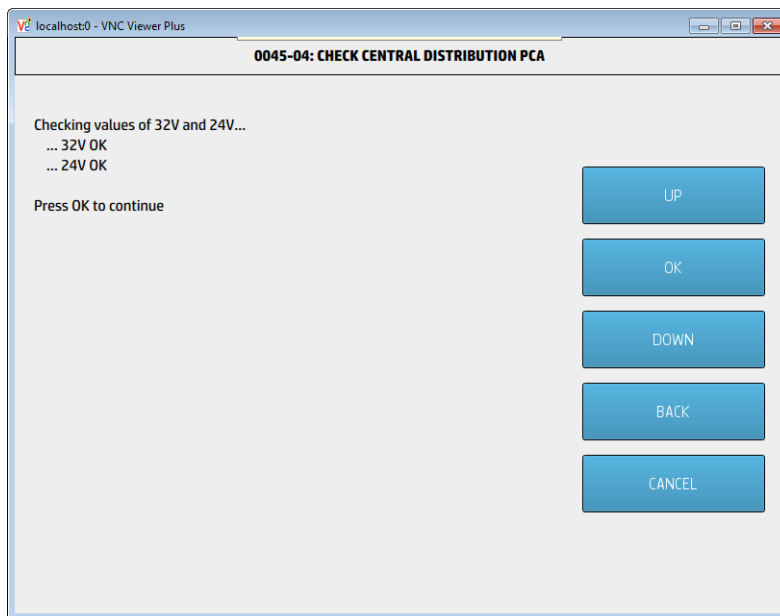 localhost:0 - VNC Viewer Plus
0045-04: CHECK CENTRAL DISTRIBUTION PCA
Checking values of 32V and 24V...
... 32V OK
... 24V OK
Press OK to continue
UP
OK
DOWN
BACK
CANCEL